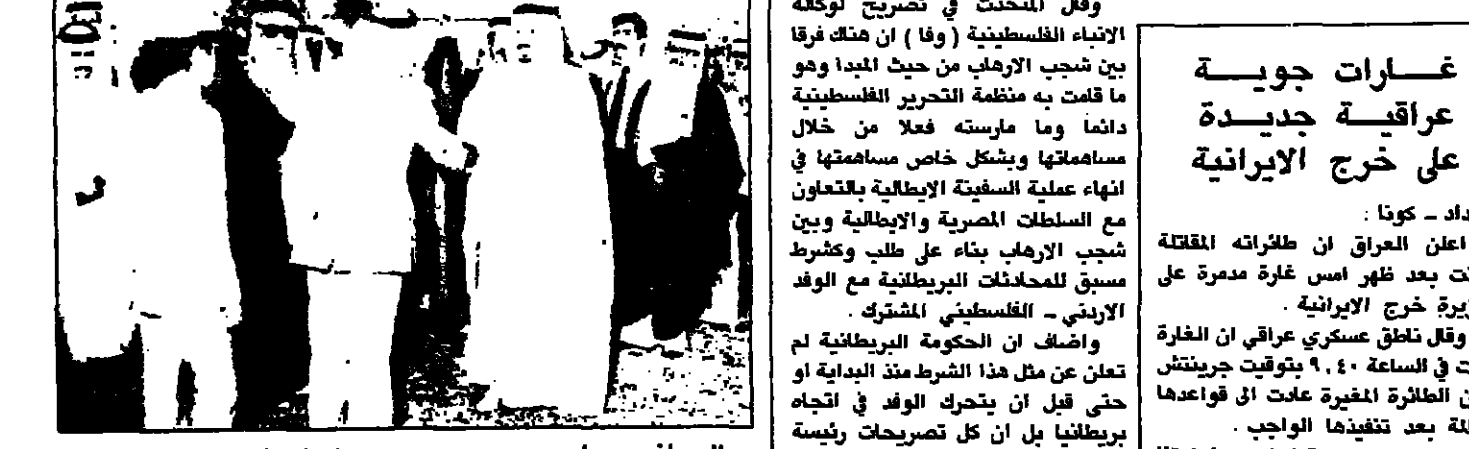 غـــارات جويـــة
عراقيـــة جديـــدة
على خرج الايرانية
داد ـ كونا :
اعلن العراق ان طائراته المقاتلة
ت بعد ظهر امس غارة مدمرة على
يرة خرج الايرانية .
وقال ناطق عسكري عراقي ان الغارة
ت في الساعة ٩,٤٠ بتوقيت جرينتش
ن الطائرة المغيرة عادت الى قواعدها
بعد تنفيذها الواجب .
وقال المتحدث في تصريح لوكالة
الانباء الفلسطينية ( وفا ) ان هناك فرقا
بين شجب الارهاب من حيث المبدا وهو
ما قامت به منظمة التحرير الفلسطينية
دائما وما مارسته فعلا من خلال
مساهماتها وبشكل خاص مساهمتها في
انهاء عملية السفينة الايطالية بالتعاون
مع السلطات المصرية والايطالية وبين
شجب الارهاب بناء على طلب وكشرط
مسبق للمحادثات البريطانية مع الوفد
الاردني ـ الفلسطيني المشترك .
واضاف ان الحكومة البريطانية لم
تعلن عن مثل هذا الشرط منذ البداية او
حتى قبل ان يتحرك الوفد في اتجاه
بريطانيا بل ان كل تصريحات رئيسة